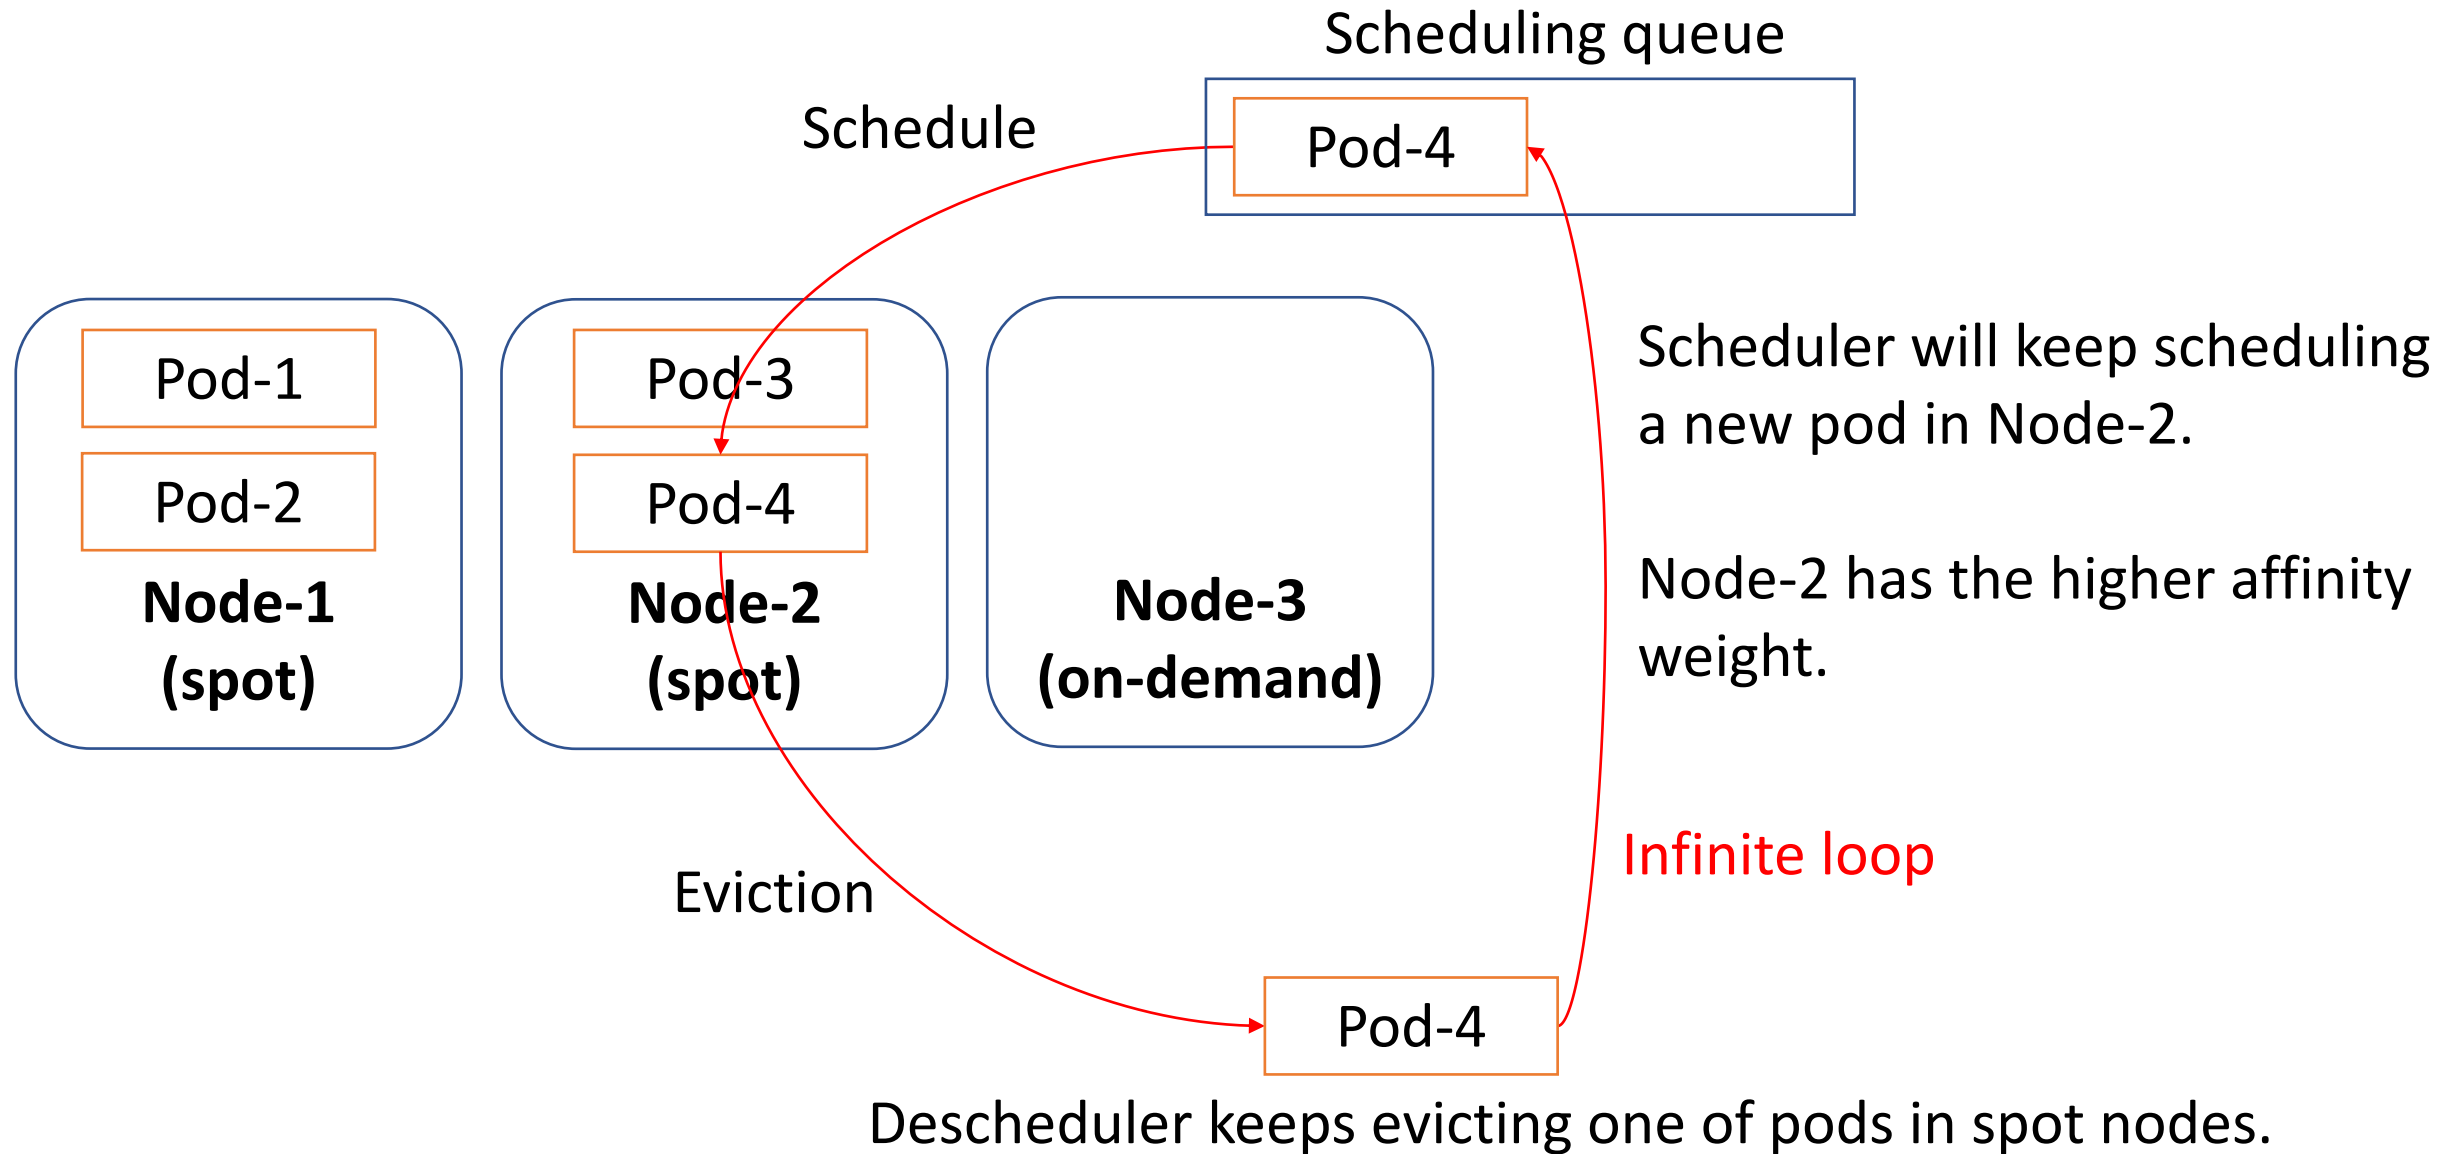 Scheduling queue
Schedule
Pod-4
Pod-1
Pod-2
Node-1
(spot)
Pod-3
Pod-4
Node-2
(spot)
Node-3
(on-demand)
Scheduler will keep scheduling
a new pod in Node-2.
Node-2 has the higher affinity
weight.
Infinite loop
Eviction
Pod-4
Descheduler keeps evicting one of pods in spot nodes.